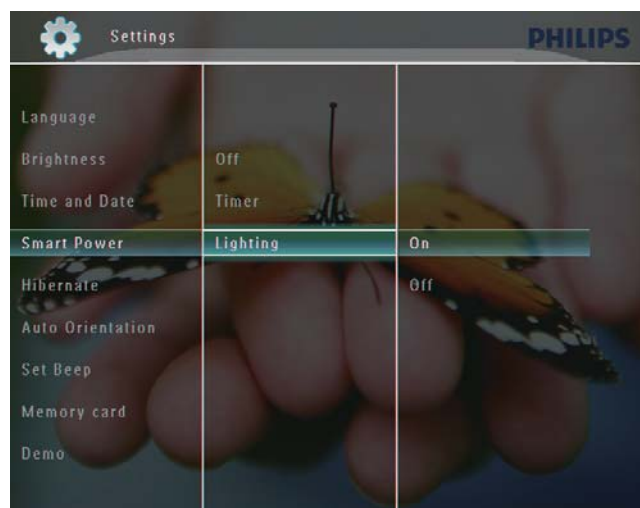 Settings
PHILIPS
Language
Brightness Off
Time and Date Timer
Smart Power Lighting On
Hibernate Off
Auto Orientation
Set Beep
Memory card
Demo